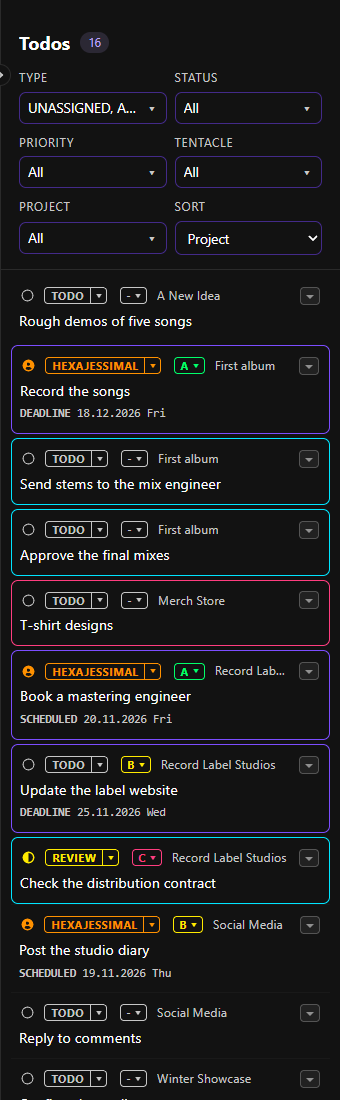 Todos 16
TYPE STATUS
UNASSIGNED, A... All
PRIORITY TENTACLE
All All
PROJECT SORT
All Project
TODO - A New Idea
Rough demos of five songs
HEXAJESSIMAL A First album
Record the songs
DEADLINE 18.12.2026 Fri
TODO - First album
Send stems to the mix engineer
TODO - First album
Approve the final mixes
TODO - Merch Store
T-shirt designs
HEXAJESSIMAL A Record Lab...
Book a mastering engineer
SCHEDULED 20.11.2026 Fri
TODO B Record Label Studios
Update the label website
DEADLINE 25.11.2026 Wed
REVIEW C Record Label Studios
Check the distribution contract
HEXAJESSIMAL B Social Media
Post the studio diary
SCHEDULED 19.11.2026 Thu
TODO - Social Media
Reply to comments
TODO - Winter Showcase